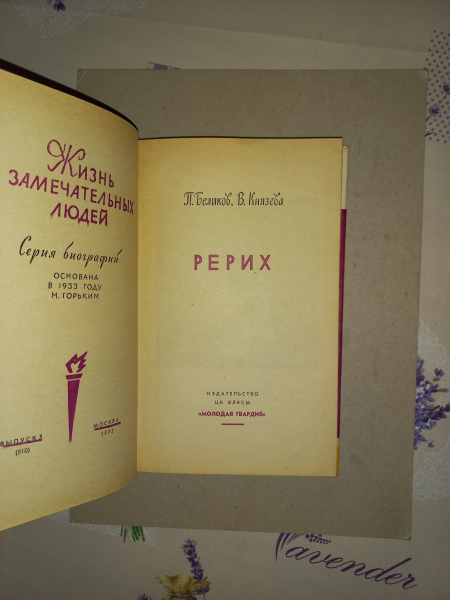 Жизнь
ЗАМЕЧАТЕЛЬНЫХ
ЛЮДЕЙ
Серия биографий
ОСНОВАНА
В 1933 ГОДУ
М. ГОРЬКИМ
ВЫПУСК 3
(510)
МОСКВА
1972
П. Беликов, В. Князева
РЕРИХ
ИЗДАТЕЛЬСТВО
ЦК ВЛКСМ
«МОЛОДАЯ ГВАРДИЯ»
Lavender